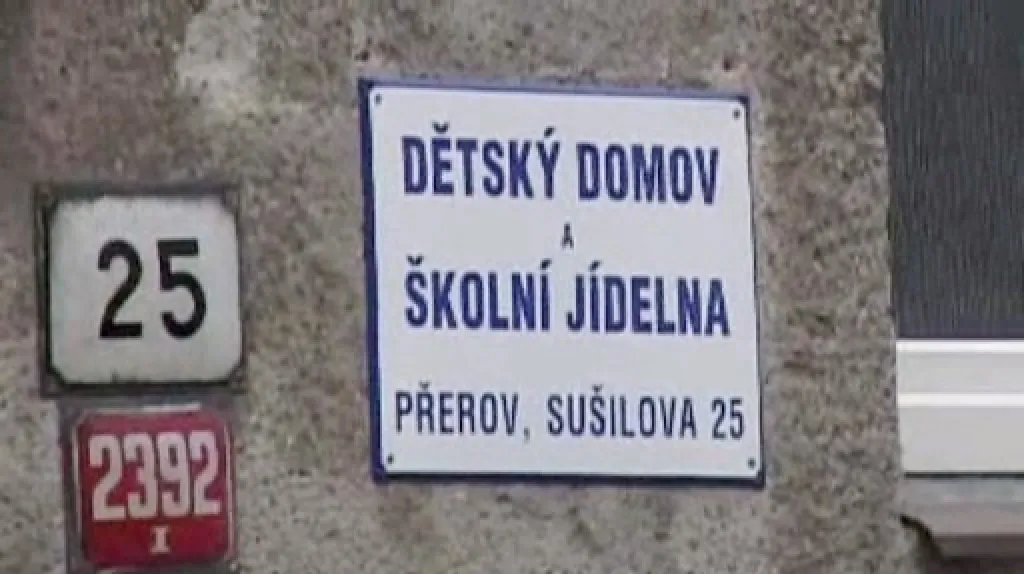 25
2392
I
DĚTSKÝ DOMOV
A
ŠKOLNÍ JÍDELNA
PŘEROV, SUŠILOVA 25